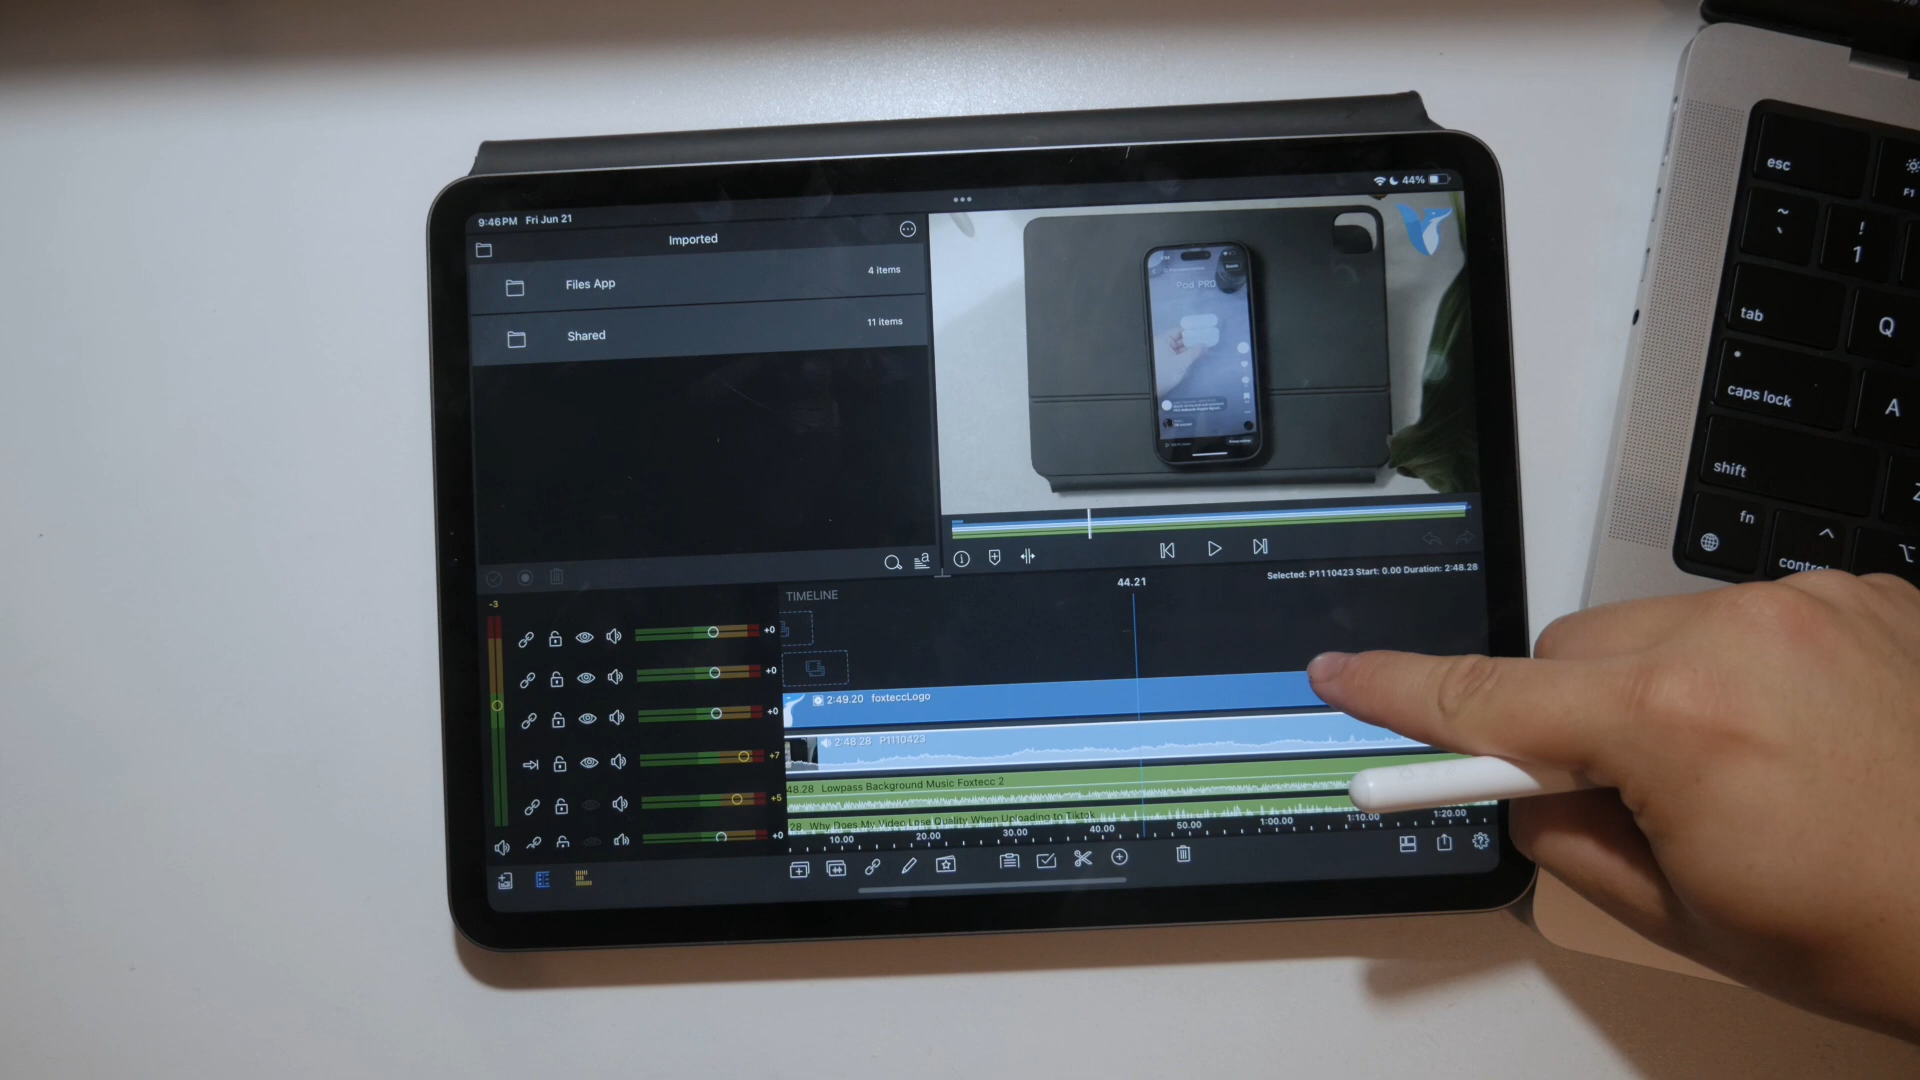 9:46 PM Fri Jun 21
44%
Imported
Files App
4 items
Shared
11 items
Pod PRO
a
44.21
Selected: P1110423 Start: 0.00 Duration: 2:48.28
TIMELINE
-3
+0
+0
+0
+7
+5
+0
2:49.20 foxteccLogo
2:48.28 P1110423
48.28 Lowpass Background Music Foxtecc 2
28 Why Does My Video Lose Quality When Uploading to Tiktok
10.00 20.00 30.00 40.00 50.00 1:00.00 1:10.00 1:20.00
esc
F1
~
!
1
tab
Q
caps lock
A
shift
Z
fn
control